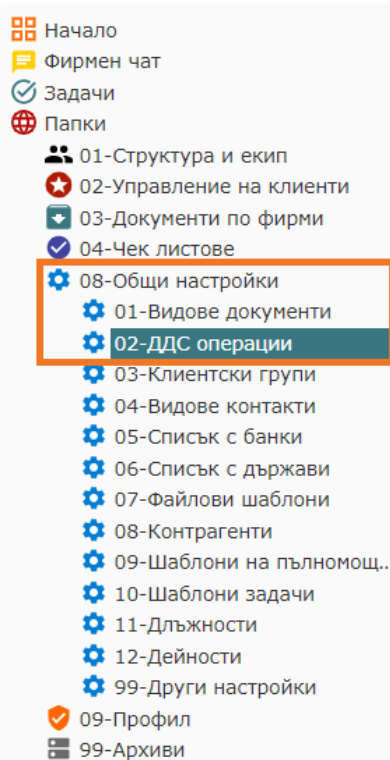 Начало
Фирмен чат
Задачи
Папки
01-Структура и екип
02-Управление на клиенти
03-Документи по фирми
04-Чек листове
08-Общи настройки
01-Видове документи
02-ДДС операции
03-Клиентски групи
04-Видове контакти
05-Списък с банки
06-Списък с държави
07-Файлови шаблони
08-Контрагенти
09-Шаблони на пълномощ..
10-Шаблони задачи
11-Длъжности
12-Дейности
99-Други настройки
09-Профил
99-Архиви